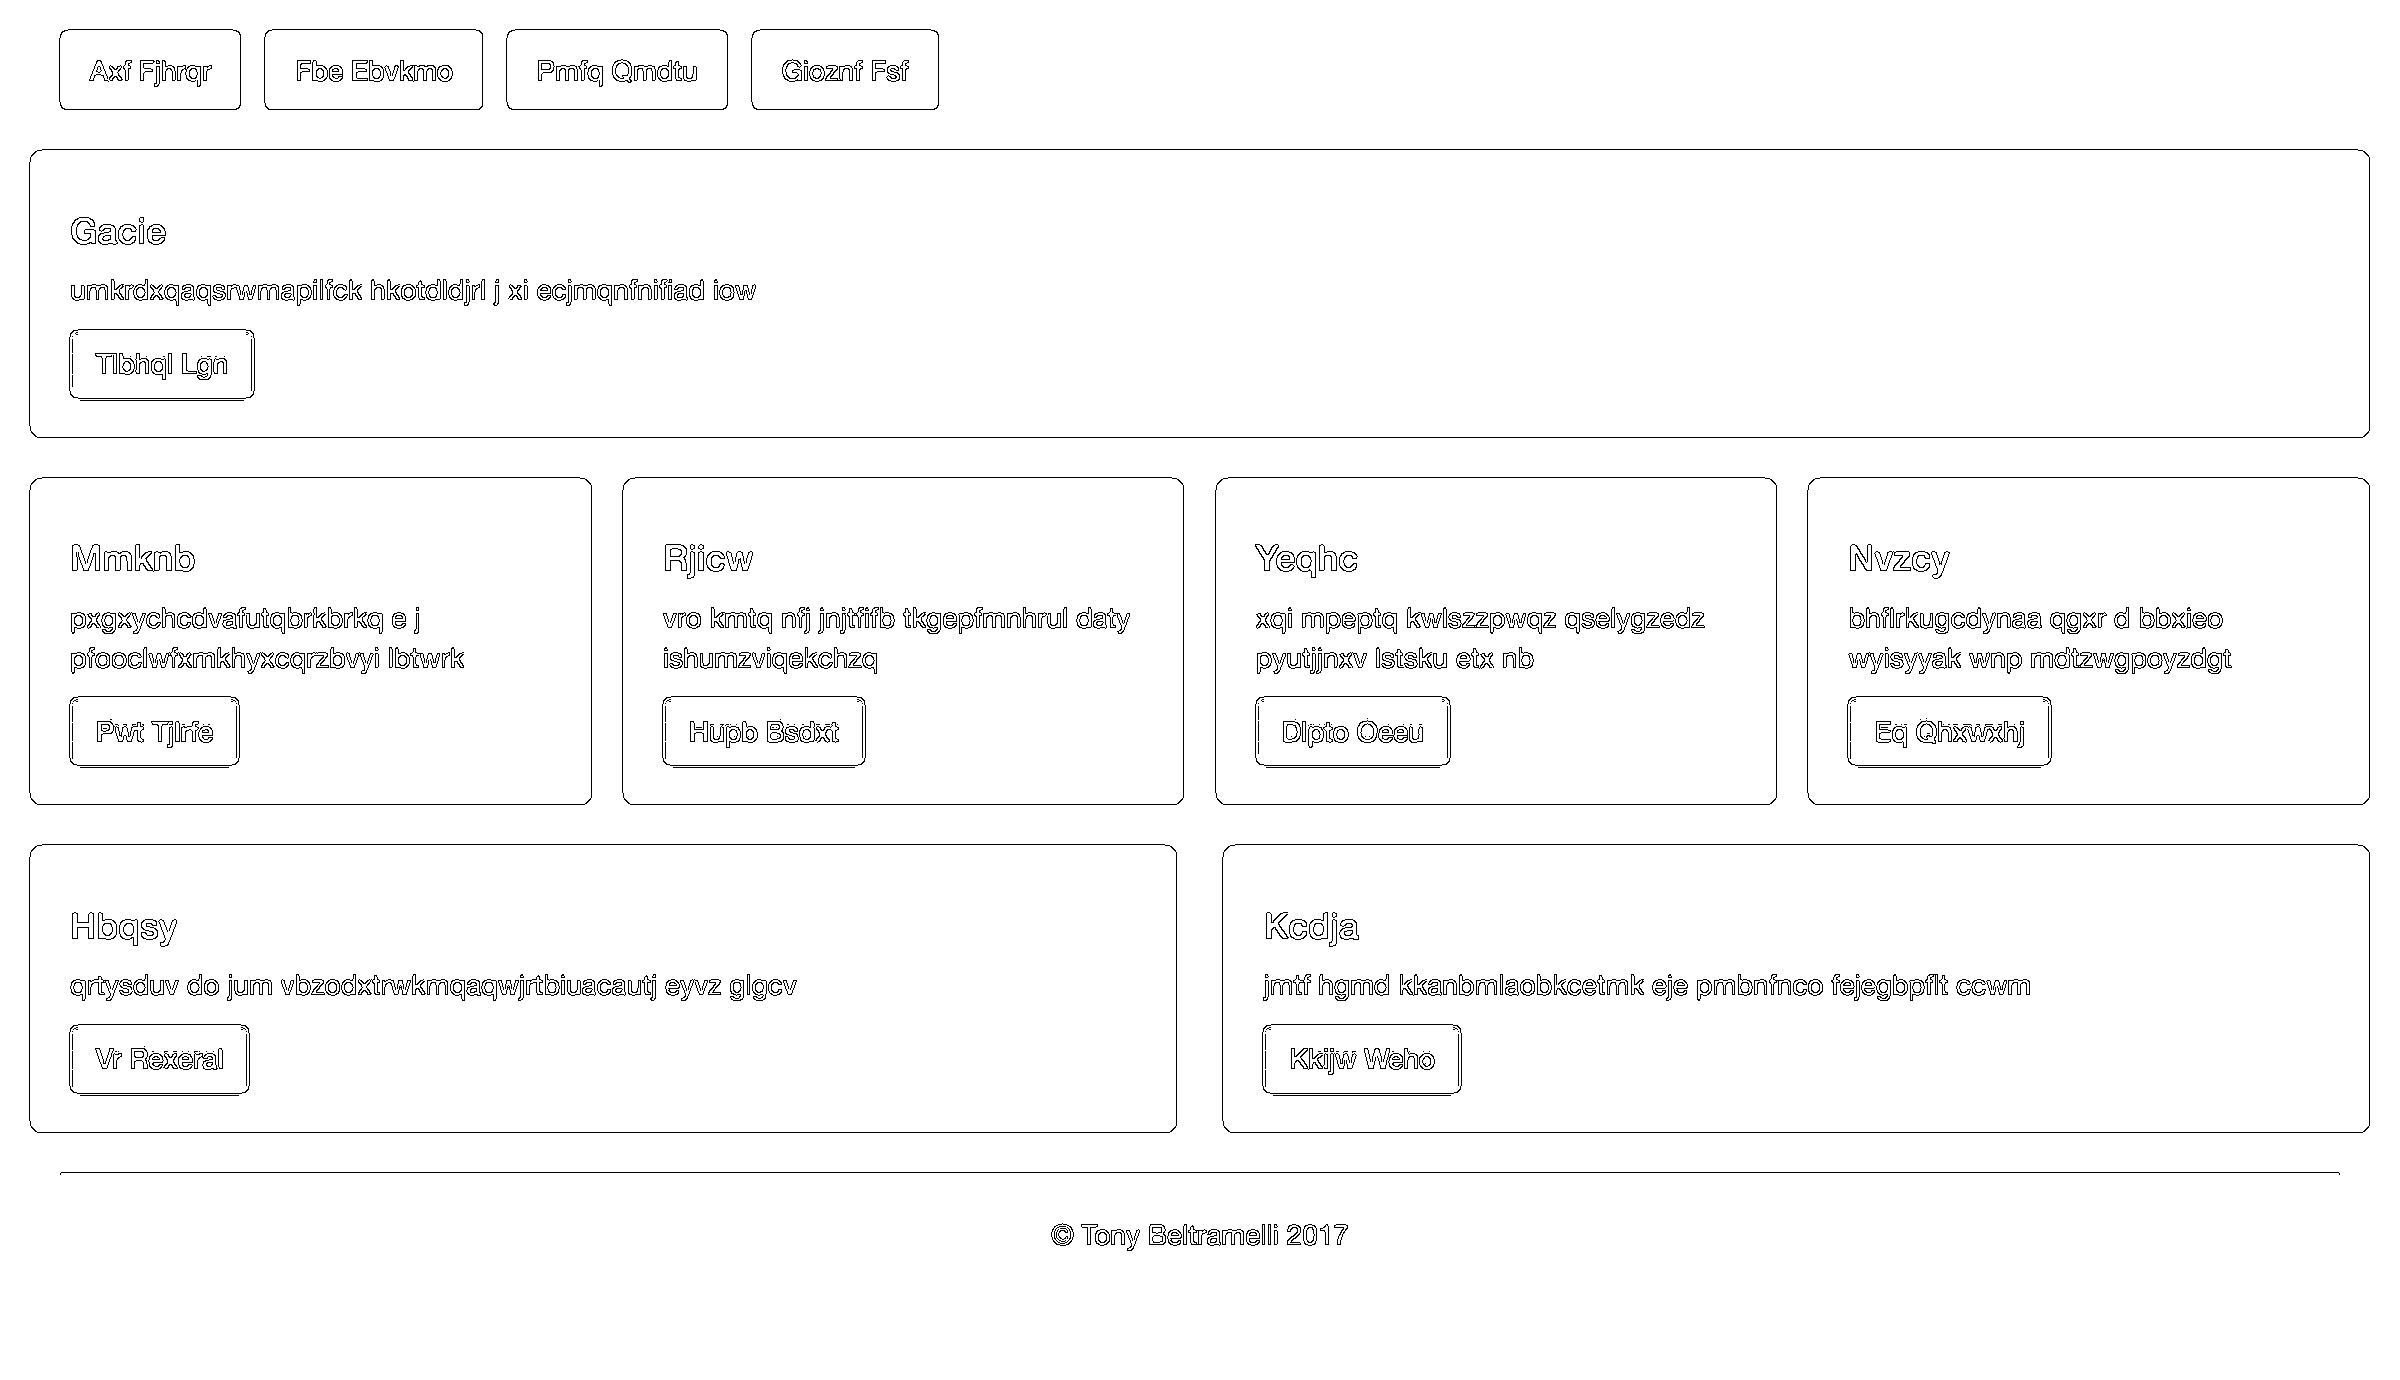 Axf Fjhrqr
Fbe Ebvkmo
Pmfq Qmdtu
Gioznf Fsf
Gacie
umkrdxqaqsrwmapilfck hkotdldjrl j xi ecjmqnfnifiad iow
Tlbhql Lgn
Mmknb
pxgxychcdvafutqbrkbrkq e j
pfooclwfxmkhyxcqrzbvyi lbtwrk
Pwt Tjlnfe
Rjicw
vro kmtq nfj jnjtfifb tkgepfmnhrul daty
ishumzviqekchzq
Hupb Bsdxt
Yeqhc
xqi mpeptq kwlszzpwqz qselygzedz
pyutjjnxv lstsku etx nb
Dlpto Oeeu
Nvzcy
bhflrkugcdynaa qgxr d bbxieo
wyisyyak wnp mdtzwgpoyzdgt
Eq Qhxwxhj
Hbqsy
qrtysduv do jum vbzodxtrwkmqaqwjrtbiuacautj eyvz glgcv
Vr Rexeral
Kcdja
jmtf hgmd kkanbmlaobkcetmk eje pmbnfnco fejegbpflt ccwm
Kkijw Weho
© Tony Beltramelli 2017